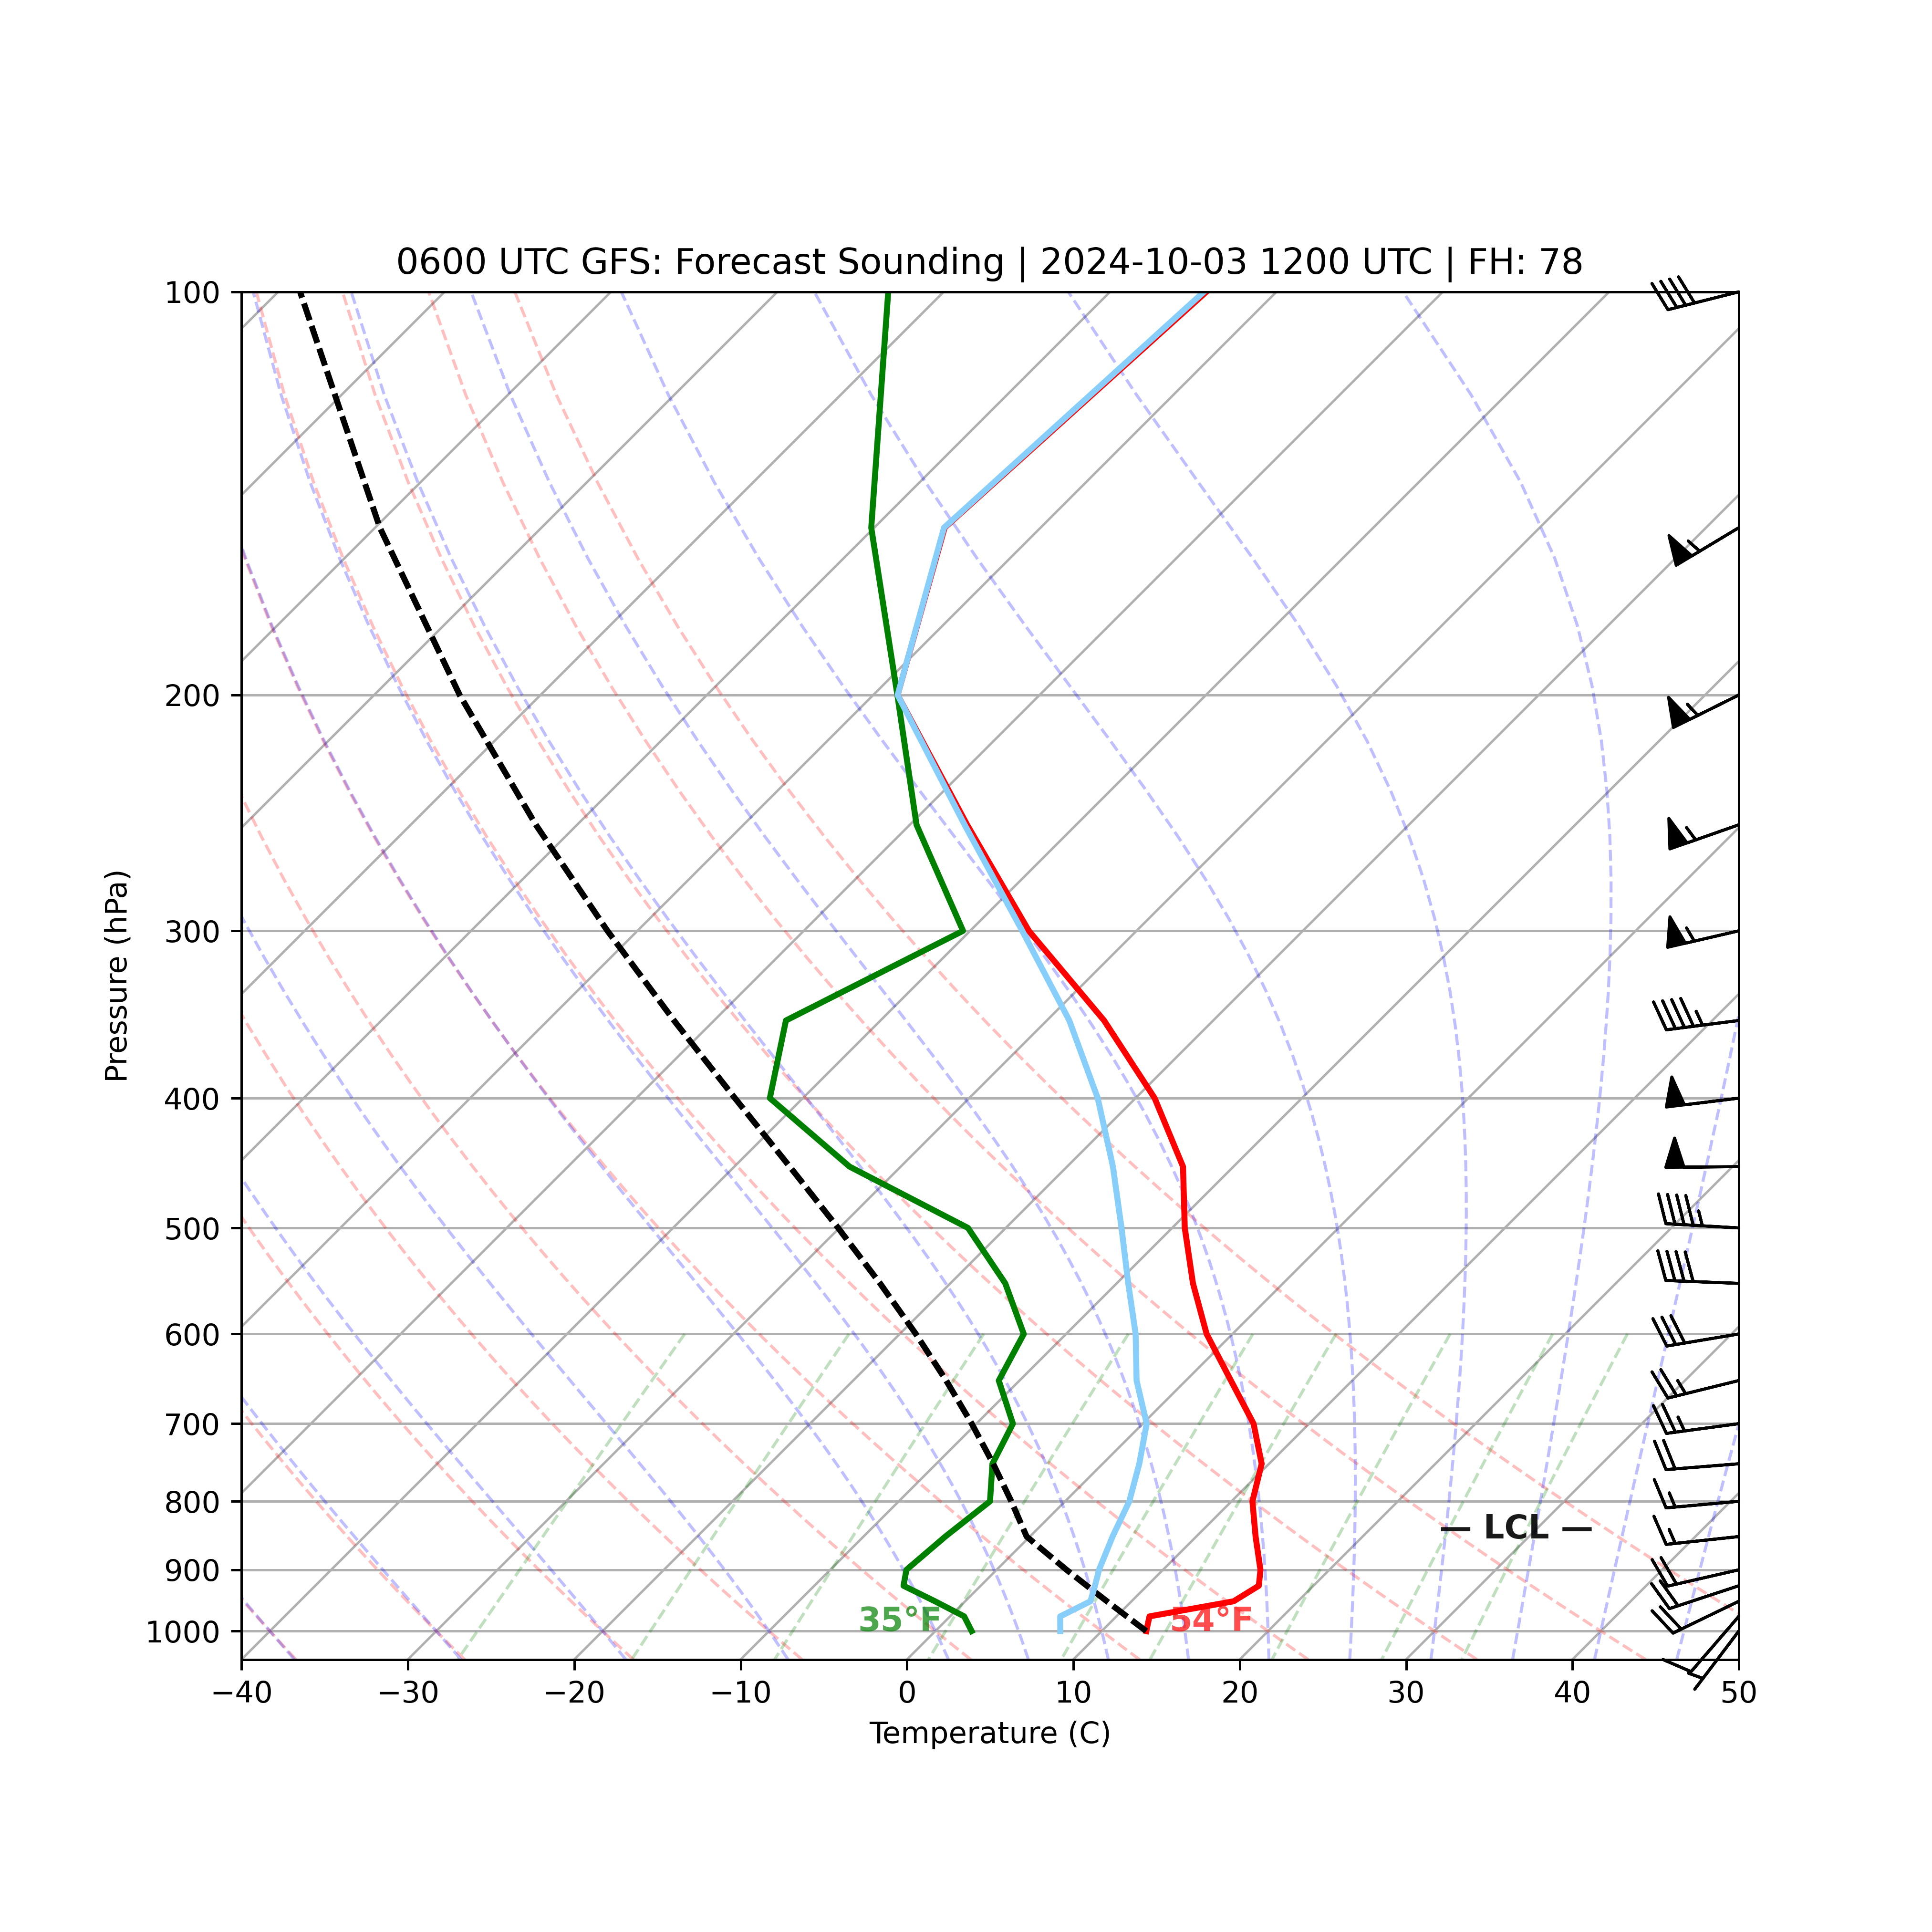 0600 UTC GFS: Forecast Sounding | 2024-10-03 1200 UTC | FH: 78
100
200
300
400
500
600
700
800
900
1000
Pressure (hPa)
— LCL —
35°F
54°F
−40 −30 −20 −10 0 10 20 30 40 50
Temperature (C)